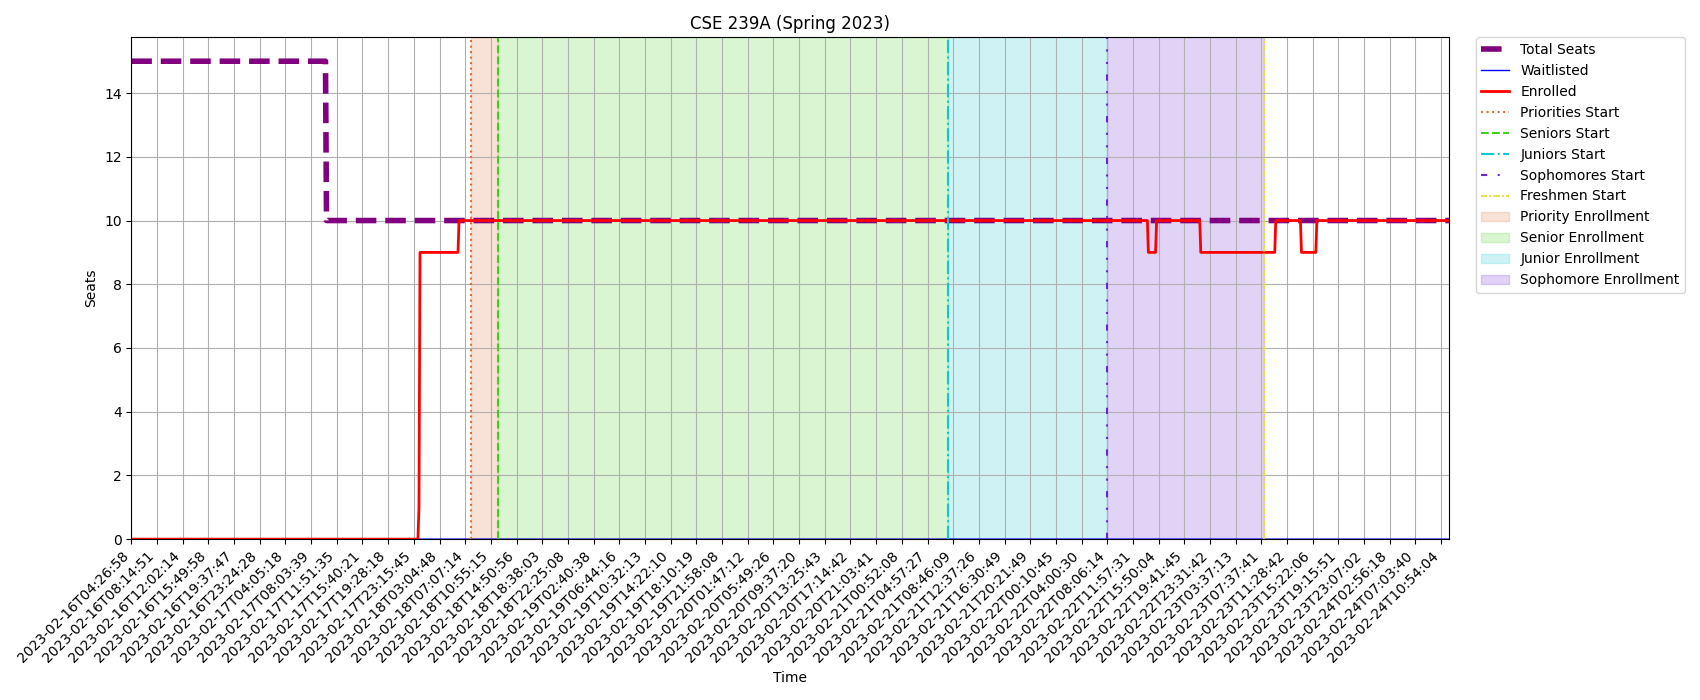 CSE 239A (Spring 2023)
Seats
14
12
10
8
6
4
2
0
2023-02-16T04:26:58
2023-02-16T08:14:51
2023-02-16T12:02:14
2023-02-16T15:49:58
2023-02-16T19:37:47
2023-02-16T23:24:28
2023-02-17T04:05:18
2023-02-17T08:03:39
2023-02-17T11:51:35
2023-02-17T15:40:21
2023-02-17T19:28:18
2023-02-17T23:15:45
2023-02-18T03:04:48
2023-02-18T07:07:14
2023-02-18T10:55:15
2023-02-18T14:50:56
2023-02-18T18:38:03
2023-02-18T22:25:08
2023-02-19T02:40:38
2023-02-19T06:44:16
2023-02-19T10:32:13
2023-02-19T14:22:10
2023-02-19T18:10:19
2023-02-19T21:58:08
2023-02-20T01:47:12
2023-02-20T05:49:26
2023-02-20T09:37:20
2023-02-20T13:25:43
2023-02-20T17:14:42
2023-02-20T21:03:41
2023-02-21T00:52:08
2023-02-21T04:57:27
2023-02-21T08:46:09
2023-02-21T12:37:26
2023-02-21T16:30:49
2023-02-21T20:21:49
2023-02-22T00:10:45
2023-02-22T04:00:30
2023-02-22T08:06:14
2023-02-22T11:57:31
2023-02-22T15:50:04
2023-02-22T19:41:45
2023-02-22T23:31:42
2023-02-23T03:37:13
2023-02-23T07:37:41
2023-02-23T11:28:42
2023-02-23T15:22:06
2023-02-23T19:15:51
2023-02-23T23:07:02
2023-02-24T02:56:18
2023-02-24T07:03:40
2023-02-24T10:54:04
Time
Total Seats
Waitlisted
Enrolled
Priorities Start
Seniors Start
Juniors Start
Sophomores Start
Freshmen Start
Priority Enrollment
Senior Enrollment
Junior Enrollment
Sophomore Enrollment